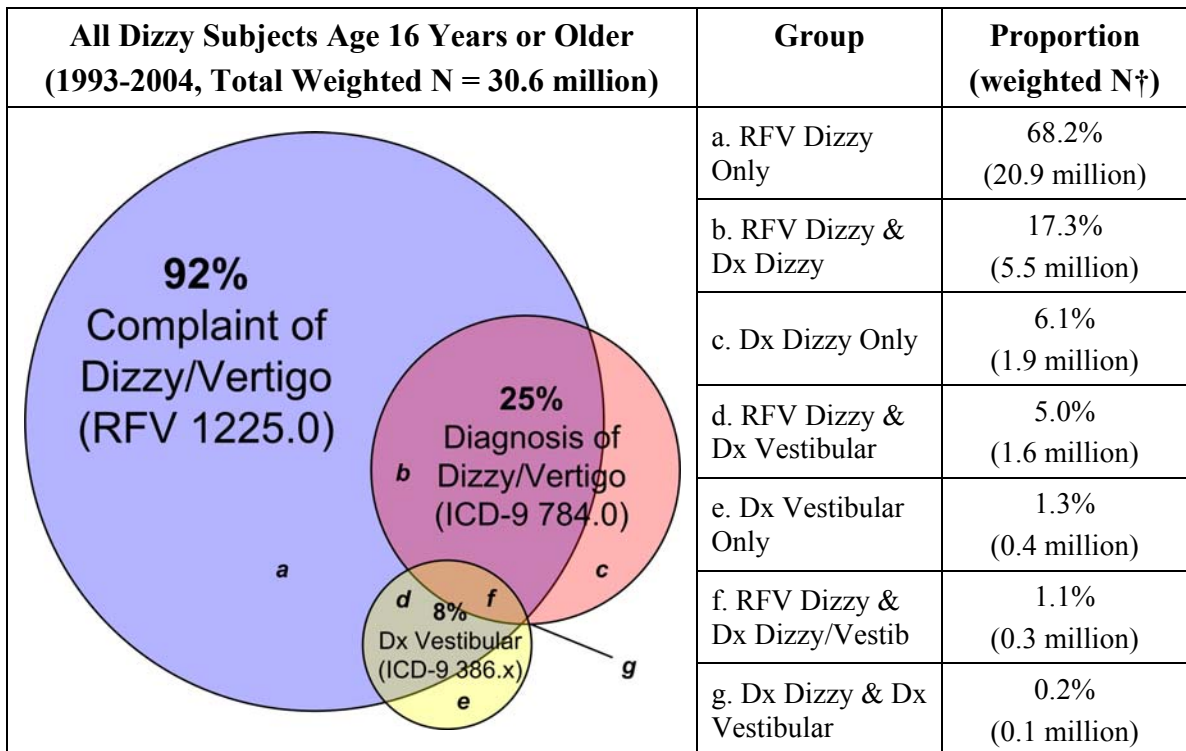 All Dizzy Subjects Age 16 Years or Older
(1993-2004, Total Weighted N = 30.6 million)
Group
Proportion
(weighted N†)
92%
Complaint of
Dizzy/Vertigo
(RFV 1225.0)
25%
Diagnosis of
Dizzy/Vertigo
(ICD-9 784.0)
8%
Dx Vestibular
(ICD-9 386.x)
a
b
c
d
e
f
g
a. RFV Dizzy
Only
68.2%
(20.9 million)
b. RFV Dizzy &
Dx Dizzy
17.3%
(5.5 million)
c. Dx Dizzy Only
6.1%
(1.9 million)
d. RFV Dizzy &
Dx Vestibular
5.0%
(1.6 million)
e. Dx Vestibular
Only
1.3%
(0.4 million)
f. RFV Dizzy &
Dx Dizzy/Vestib
1.1%
(0.3 million)
g. Dx Dizzy & Dx
Vestibular
0.2%
(0.1 million)